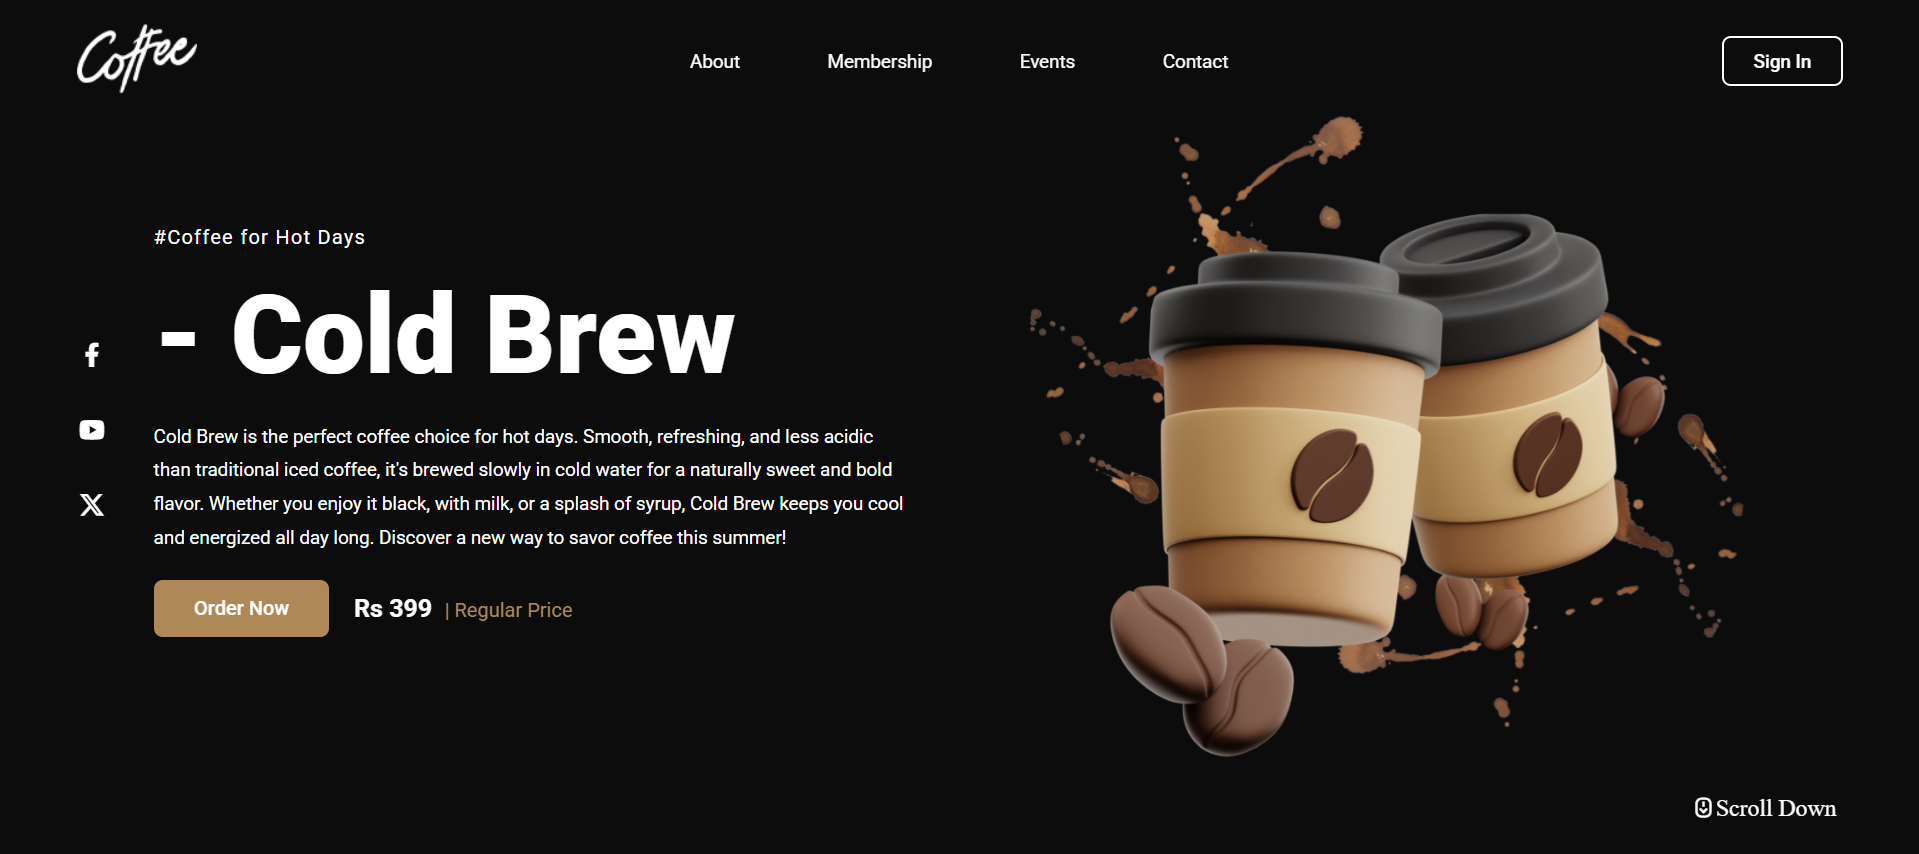 Coffee
About
Membership
Events
Contact
Sign In
#Coffee for Hot Days
- Cold Brew
Cold Brew is the perfect coffee choice for hot days. Smooth, refreshing, and less acidic
than traditional iced coffee, it's brewed slowly in cold water for a naturally sweet and bold
flavor. Whether you enjoy it black, with milk, or a splash of syrup, Cold Brew keeps you cool
and energized all day long. Discover a new way to savor coffee this summer!
Order Now
Rs 399 | Regular Price
Scroll Down